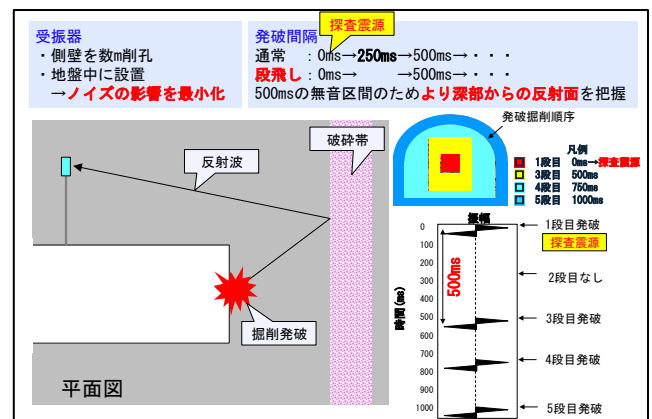 受振器
・側壁を数m削孔
・地盤中に設置
→ノイズの影響を最小化
探査震源
発破間隔
通常　：0ms→250ms→500ms→・・・
段飛し：0ms→　　　→500ms→・・・
500msの無音区間のためより深部からの反射面を把握
破砕帯
反射波
掘削発破
平面図
発破掘削順序
凡例
1段目 0ms→探査震源
3段目 500ms
4段目 750ms
5段目 1000ms
振幅
時間(ms)
0
100
200
300
400
500
600
700
800
900
1000
500ms
1段目発破
探査震源
2段目なし
3段目発破
4段目発破
5段目発破